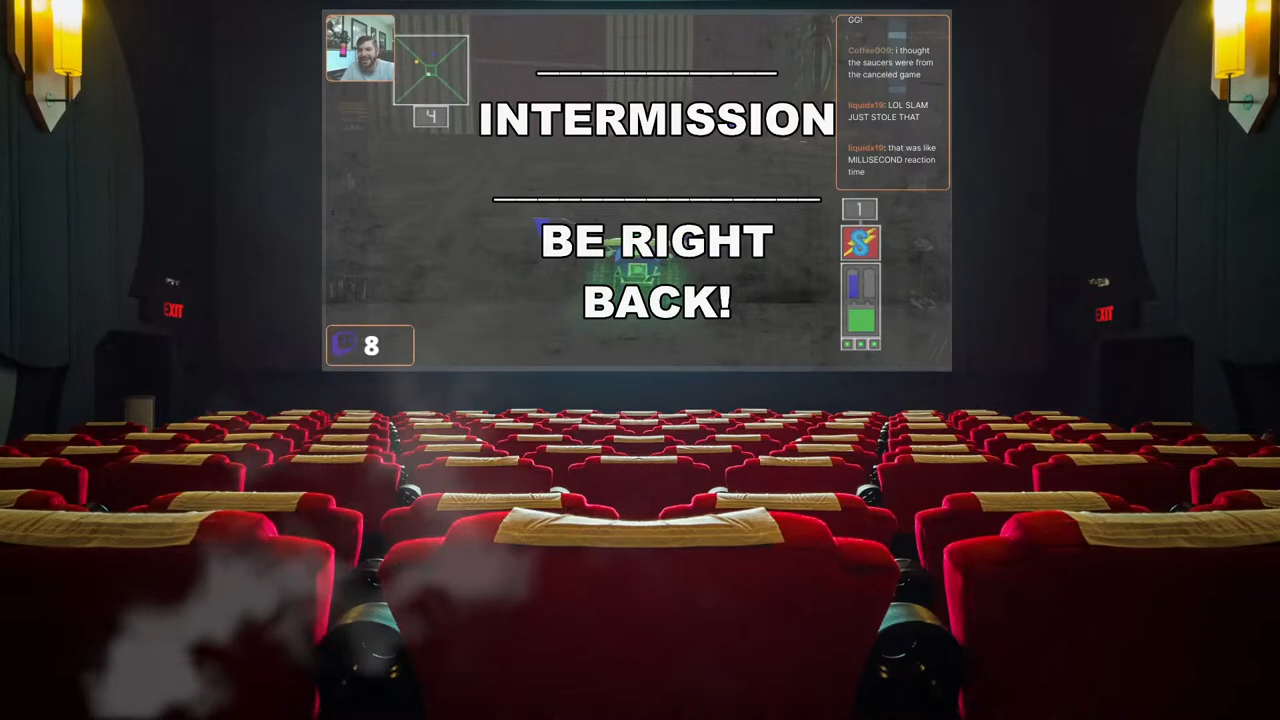 4
INTERMISSION
BE RIGHT
BACK!
GG!
Coffee009: i thought
the saucers were from
the canceled game
liquidx19: LOL SLAM
JUST STOLE THAT
liquidx19: that was like
MILLISECOND reaction
time
1
S
8
EXIT
EXIT